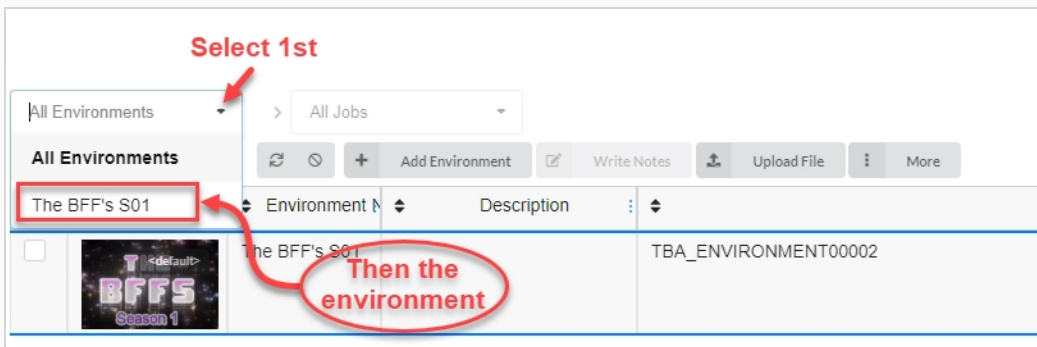 Select 1st
All Environments
> All Jobs
All Environments
Add Environment
Write Notes
Upload File
More
The BFF's S01
Environment N
Description
The BFF's S01
TBA_ENVIRONMENT00002
<default>
THE
BFFS
Season 1
Then the
environment